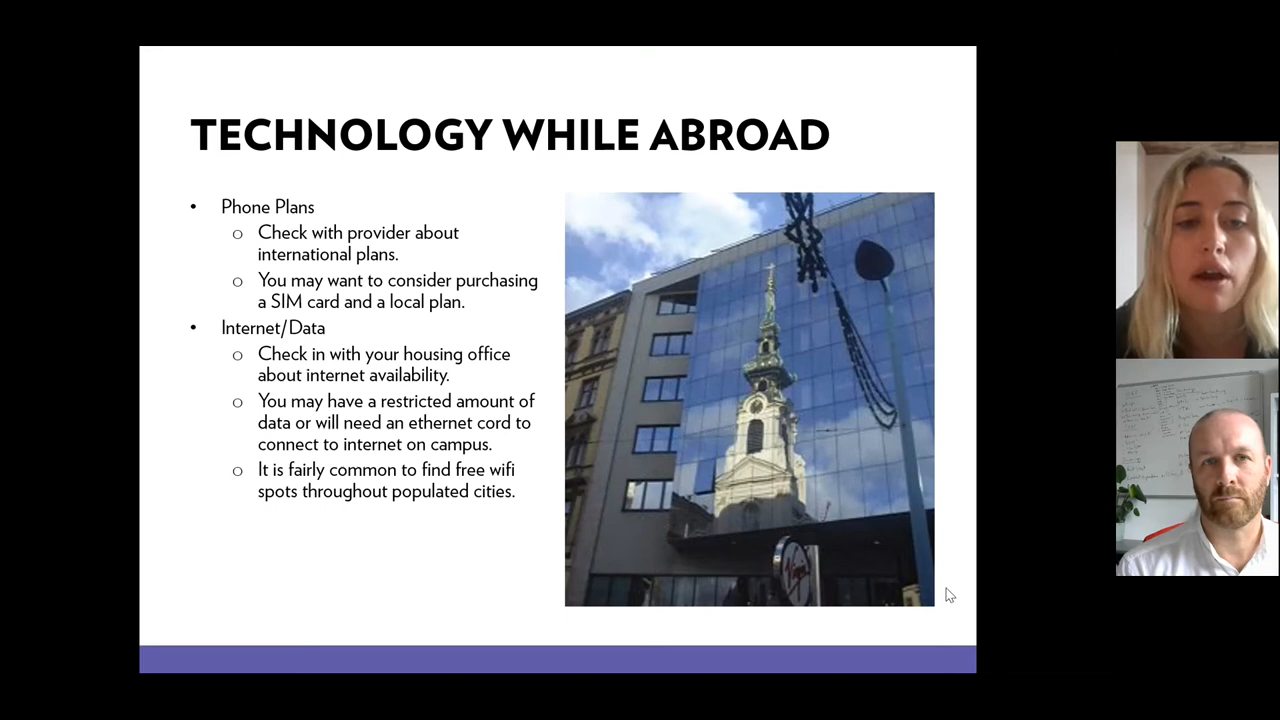 TECHNOLOGY WHILE ABROAD
• Phone Plans
o Check with provider about
international plans.
o You may want to consider purchasing
a SIM card and a local plan.
• Internet/Data
o Check in with your housing office
about internet availability.
o You may have a restricted amount of
data or will need an ethernet cord to
connect to internet on campus.
o It is fairly common to find free wifi
spots throughout populated cities.
Virgin